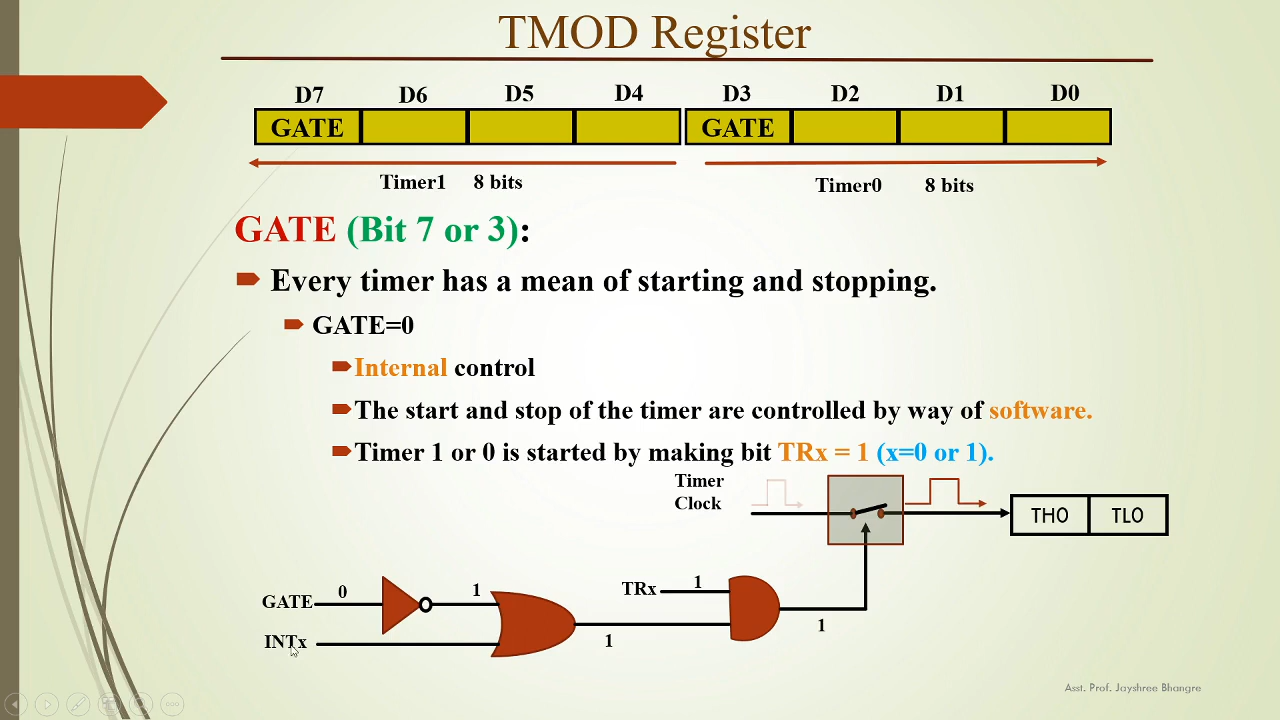 TMOD Register
D7 D6 D5 D4 D3 D2 D1 D0
GATE GATE
Timer1 8 bits Timer0 8 bits
GATE (Bit 7 or 3):
Every timer has a mean of starting and stopping.
GATE=0
Internal control
The start and stop of the timer are controlled by way of software.
Timer 1 or 0 is started by making bit TRx = 1 (x=0 or 1).
Timer
Clock
TH0 TL0
TRx 1
GATE 0 1
1
INTx 1
Asst. Prof. Jayshree Bhangre